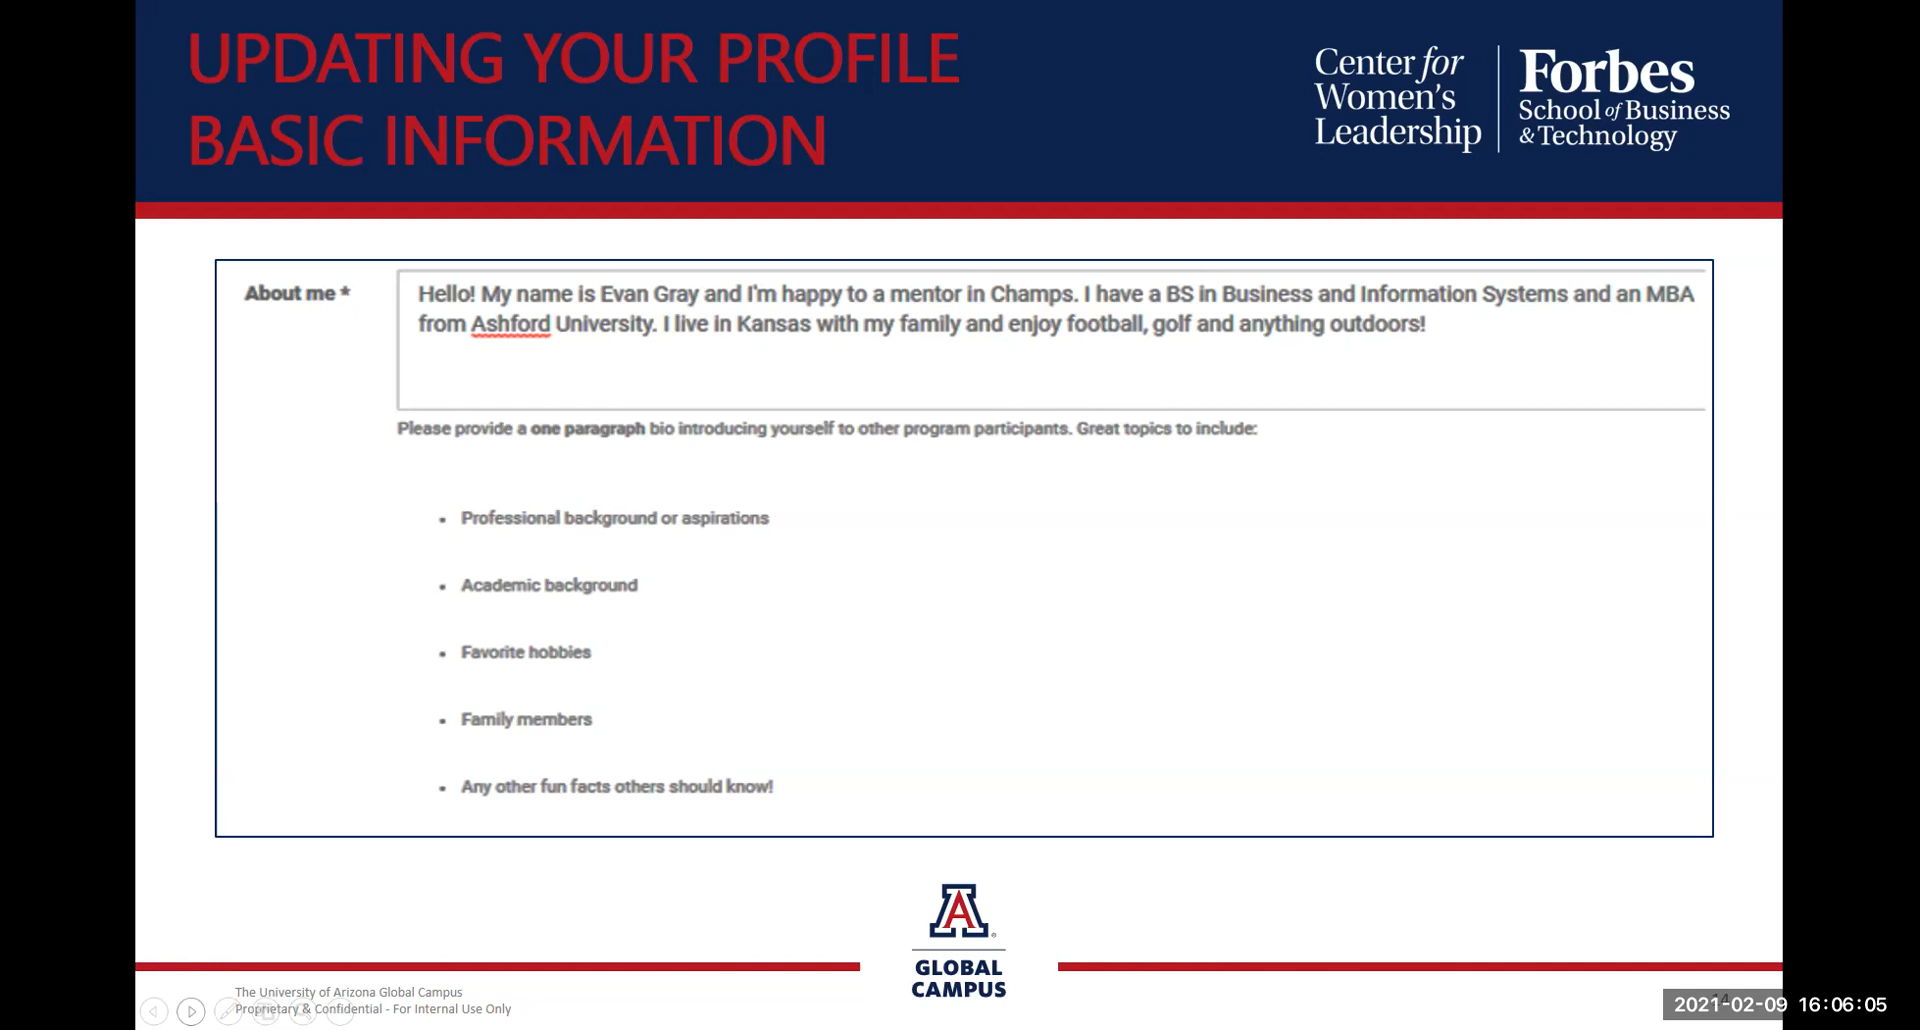 UPDATING YOUR PROFILE
BASIC INFORMATION
Center for
Women's
Leadership
Forbes
School of Business
& Technology
About me *
Hello! My name is Evan Gray and I'm happy to a mentor in Champs. I have a BS in Business and Information Systems and an MBA
from Ashford University. I live in Kansas with my family and enjoy football, golf and anything outdoors!
Please provide a one paragraph bio introducing yourself to other program participants. Great topics to include:
• Professional background or aspirations
• Academic background
• Favorite hobbies
• Family members
• Any other fun facts others should know!
A
GLOBAL
CAMPUS
The University of Arizona Global Campus
Proprietary & Confidential - For Internal Use Only
2021-02-09 16:06:05